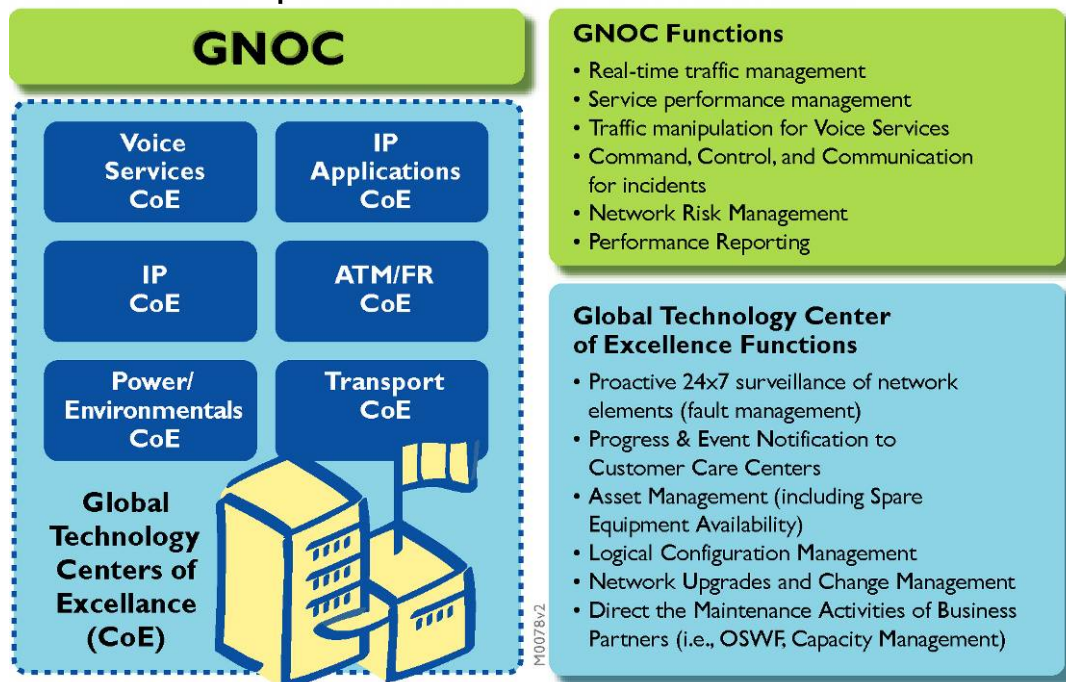 GNOC
Voice
Services
CoE
IP
Applications
CoE
IP
CoE
ATM/FR
CoE
Power/
Environmentals
CoE
Transport
CoE
Global
Technology
Centers of
Excellance
(CoE)
M0078v2
GNOC Functions
• Real-time traffic management
• Service performance management
• Traffic manipulation for Voice Services
• Command, Control, and Communication
for incidents
• Network Risk Management
• Performance Reporting
Global Technology Center
of Excellence Functions
• Proactive 24x7 surveillance of network
elements (fault management)
• Progress & Event Notification to
Customer Care Centers
• Asset Management (including Spare
Equipment Availability)
• Logical Configuration Management
• Network Upgrades and Change Management
• Direct the Maintenance Activities of Business
Partners (i.e., OSWF, Capacity Management)